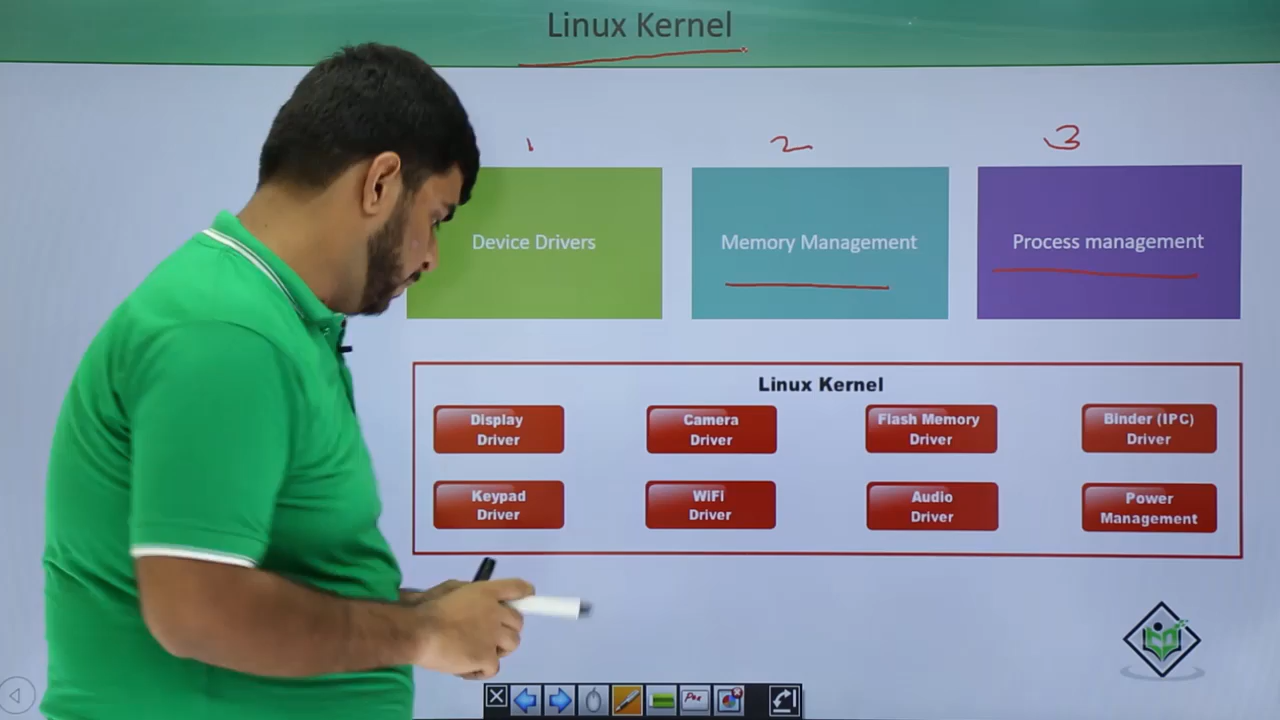 Linux Kernel
1
2
3
Device Drivers
Memory Management
Process management
Linux Kernel
Display
Driver
Camera
Driver
Flash Memory
Driver
Binder (IPC)
Driver
Keypad
Driver
WiFi
Driver
Audio
Driver
Power
Management